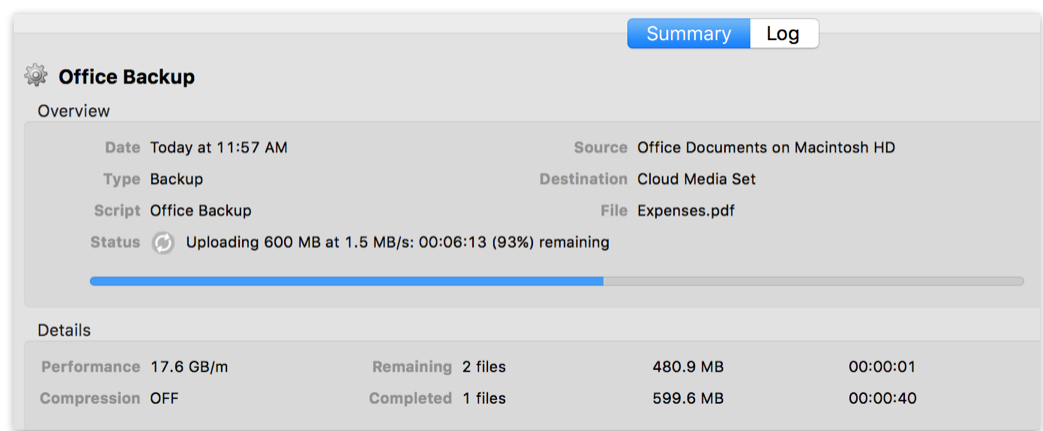 Summary Log
Office Backup
Overview
Date Today at 11:57 AM Source Office Documents on Macintosh HD
Type Backup Destination Cloud Media Set
Script Office Backup File Expenses.pdf
Status Uploading 600 MB at 1.5 MB/s: 00:06:13 (93%) remaining
Details
Performance 17.6 GB/m Remaining 2 files 480.9 MB 00:00:01
Compression OFF Completed 1 files 599.6 MB 00:00:40